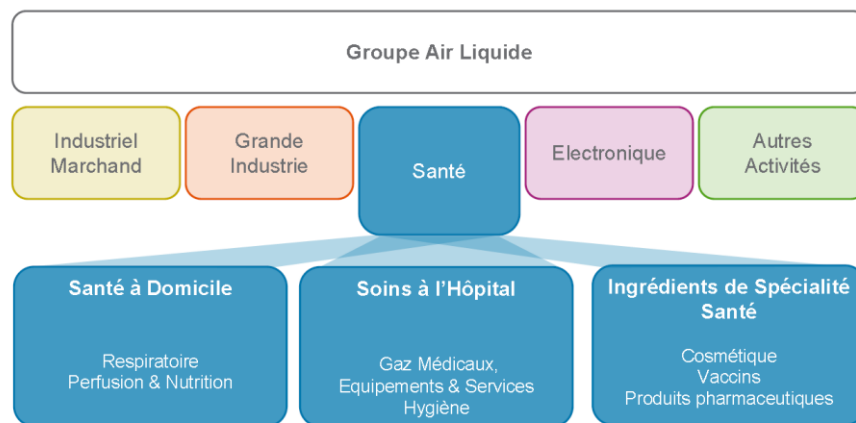 Groupe Air Liquide
Industriel
Marchand
Grande
Industrie
Santé
Electronique
Autres
Activités
Santé à Domicile
Respiratoire
Perfusion & Nutrition
Soins à l'Hôpital
Gaz Médicaux,
Equipements & Services
Hygiène
Ingrédients de Spécialité
Santé
Cosmétique
Vaccins
Produits pharmaceutiques